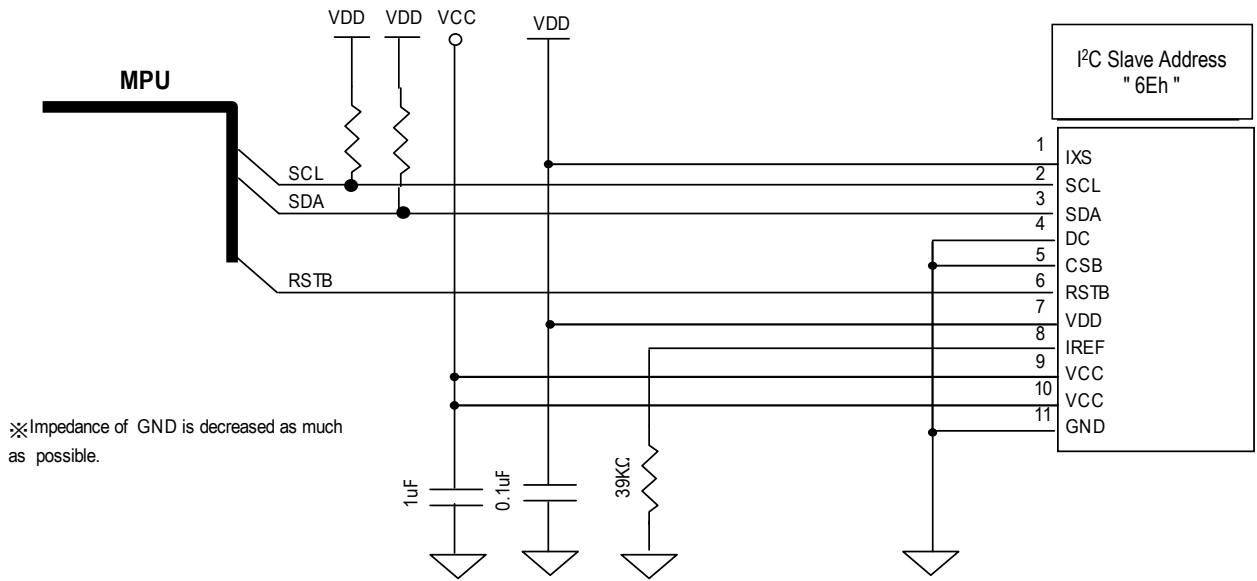 VDD VDD VCC
VDD
I²C Slave Address
" 6Eh "
MPU
1
IXS
SCL
2
SCL
SDA
3
SDA
4
DC
5
CSB
RSTB
6
RSTB
7
VDD
8
IREF
9
VCC
10
VCC
11
GND
※Impedance of GND is decreased as much
as possible.
1uF
0.1uF
39KΩ